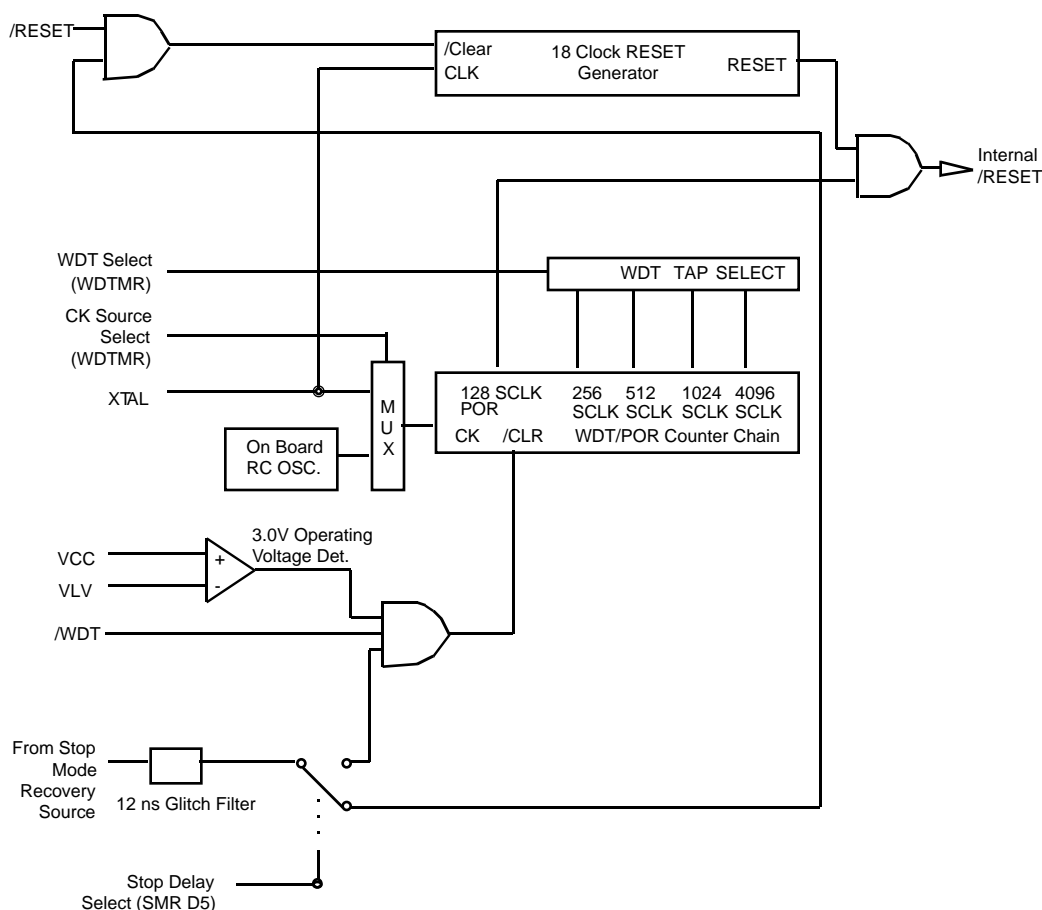 /RESET
/Clear
CLK
18 Clock RESET
Generator
RESET
Internal
/RESET
WDT Select
(WDTMR)
WDT TAP SELECT
CK Source
Select
(WDTMR)
XTAL
MUX
128 SCLK
POR
256
SCLK
512
SCLK
1024
SCLK
4096
SCLK
CK /CLR WDT/POR Counter Chain
On Board
RC OSC.
3.0V Operating
Voltage Det.
VCC
+
VLV
-
/WDT
From Stop
Mode
Recovery
Source
12 ns Glitch Filter
Stop Delay
Select (SMR D5)